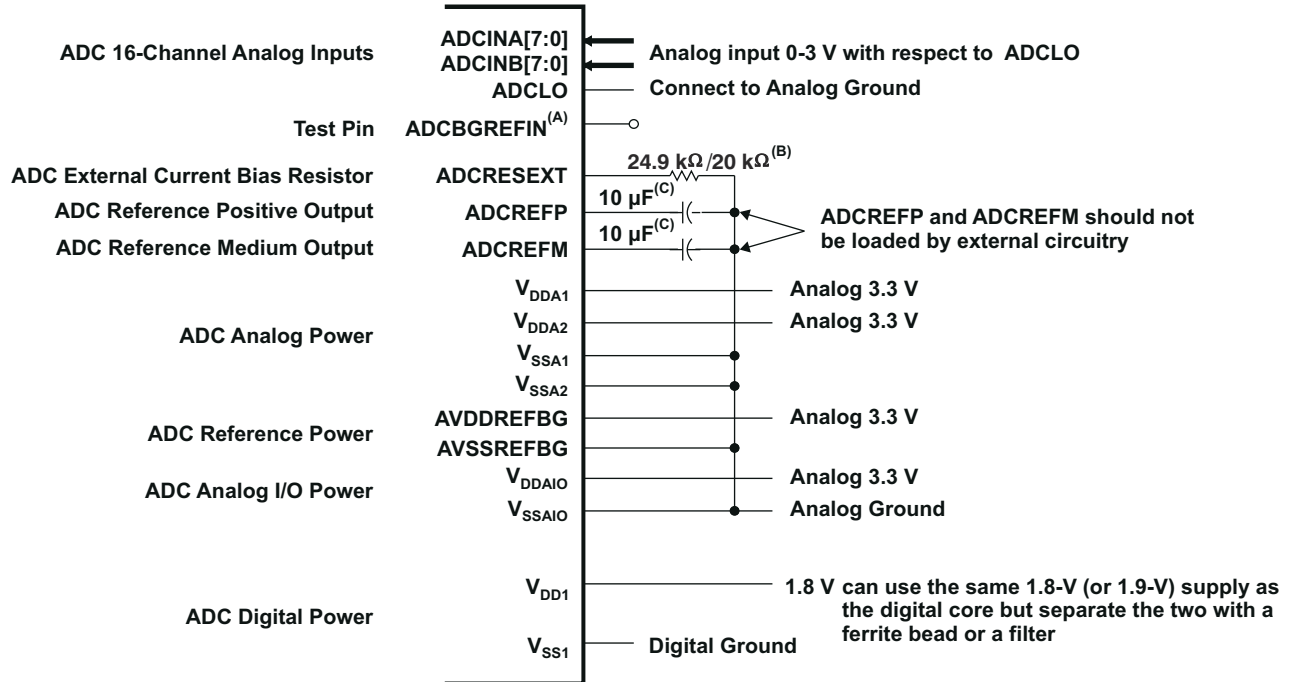 ADC 16-Channel Analog Inputs
ADCINA[7:0]
ADCINB[7:0]
Analog input 0-3 V with respect to ADCLO
ADCLO
Connect to Analog Ground
Test Pin
ADCBGREFIN(A)
ADC External Current Bias Resistor
ADCRESEXT
24.9 kΩ/20 kΩ(B)
ADC Reference Positive Output
ADCREFP
10 µF(C)
ADC Reference Medium Output
ADCREFM
10 µF(C)
ADCREFP and ADCREFM should not
be loaded by external circuitry
ADC Analog Power
VDDA1
Analog 3.3 V
VDDA2
Analog 3.3 V
VSSA1
VSSA2
ADC Reference Power
AVDDREFBG
Analog 3.3 V
AVSSREFBG
ADC Analog I/O Power
VDDAIO
Analog 3.3 V
VSSAIO
Analog Ground
ADC Digital Power
VDD1
1.8 V can use the same 1.8-V (or 1.9-V) supply as
the digital core but separate the two with a
ferrite bead or a filter
VSS1
Digital Ground